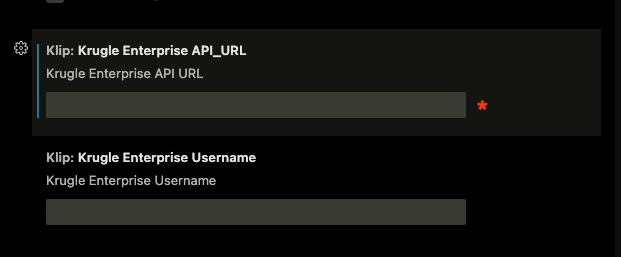 Klip: Krugle Enterprise API_URL
Krugle Enterprise API URL
*
Klip: Krugle Enterprise Username
Krugle Enterprise Username